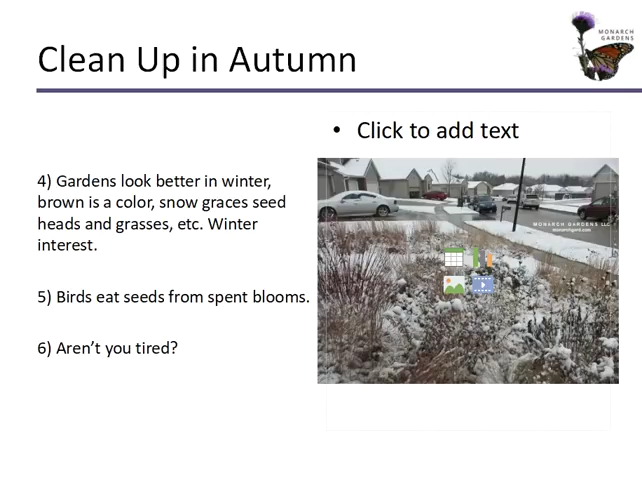 Clean Up in Autumn
MONARCH
GARDENS
• Click to add text
4) Gardens look better in winter,
brown is a color, snow graces seed
heads and grasses, etc. Winter
interest.
5) Birds eat seeds from spent blooms.
6) Aren’t you tired?
MONARCH GARDENS LLC
monarchgard.com